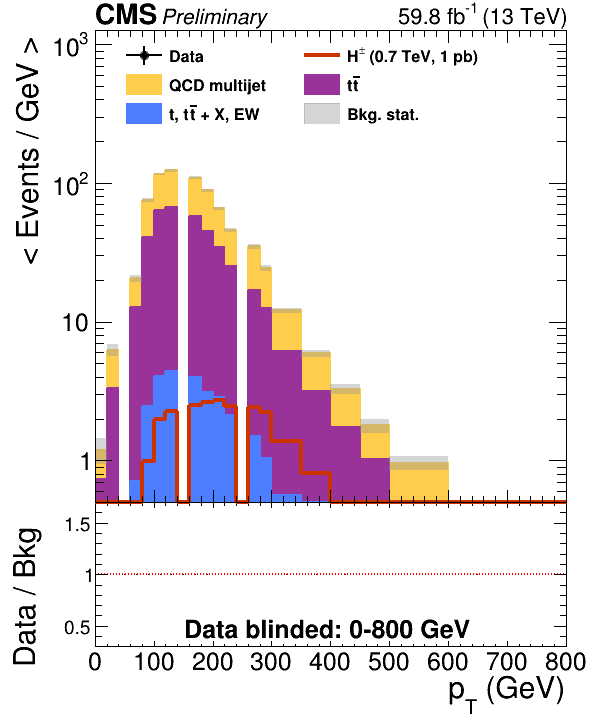 CMS Preliminary 59.8 fb⁻¹ (13 TeV)
< Events / GeV >
10³
10²
10
1
Data
H± (0.7 TeV, 1 pb)
QCD multijet
tt̄
t, tt̄ + X, EW
Bkg. stat.
Data / Bkg
1.5
1
0.5
Data blinded: 0-800 GeV
0 100 200 300 400 500 600 700 800
p_T (GeV)